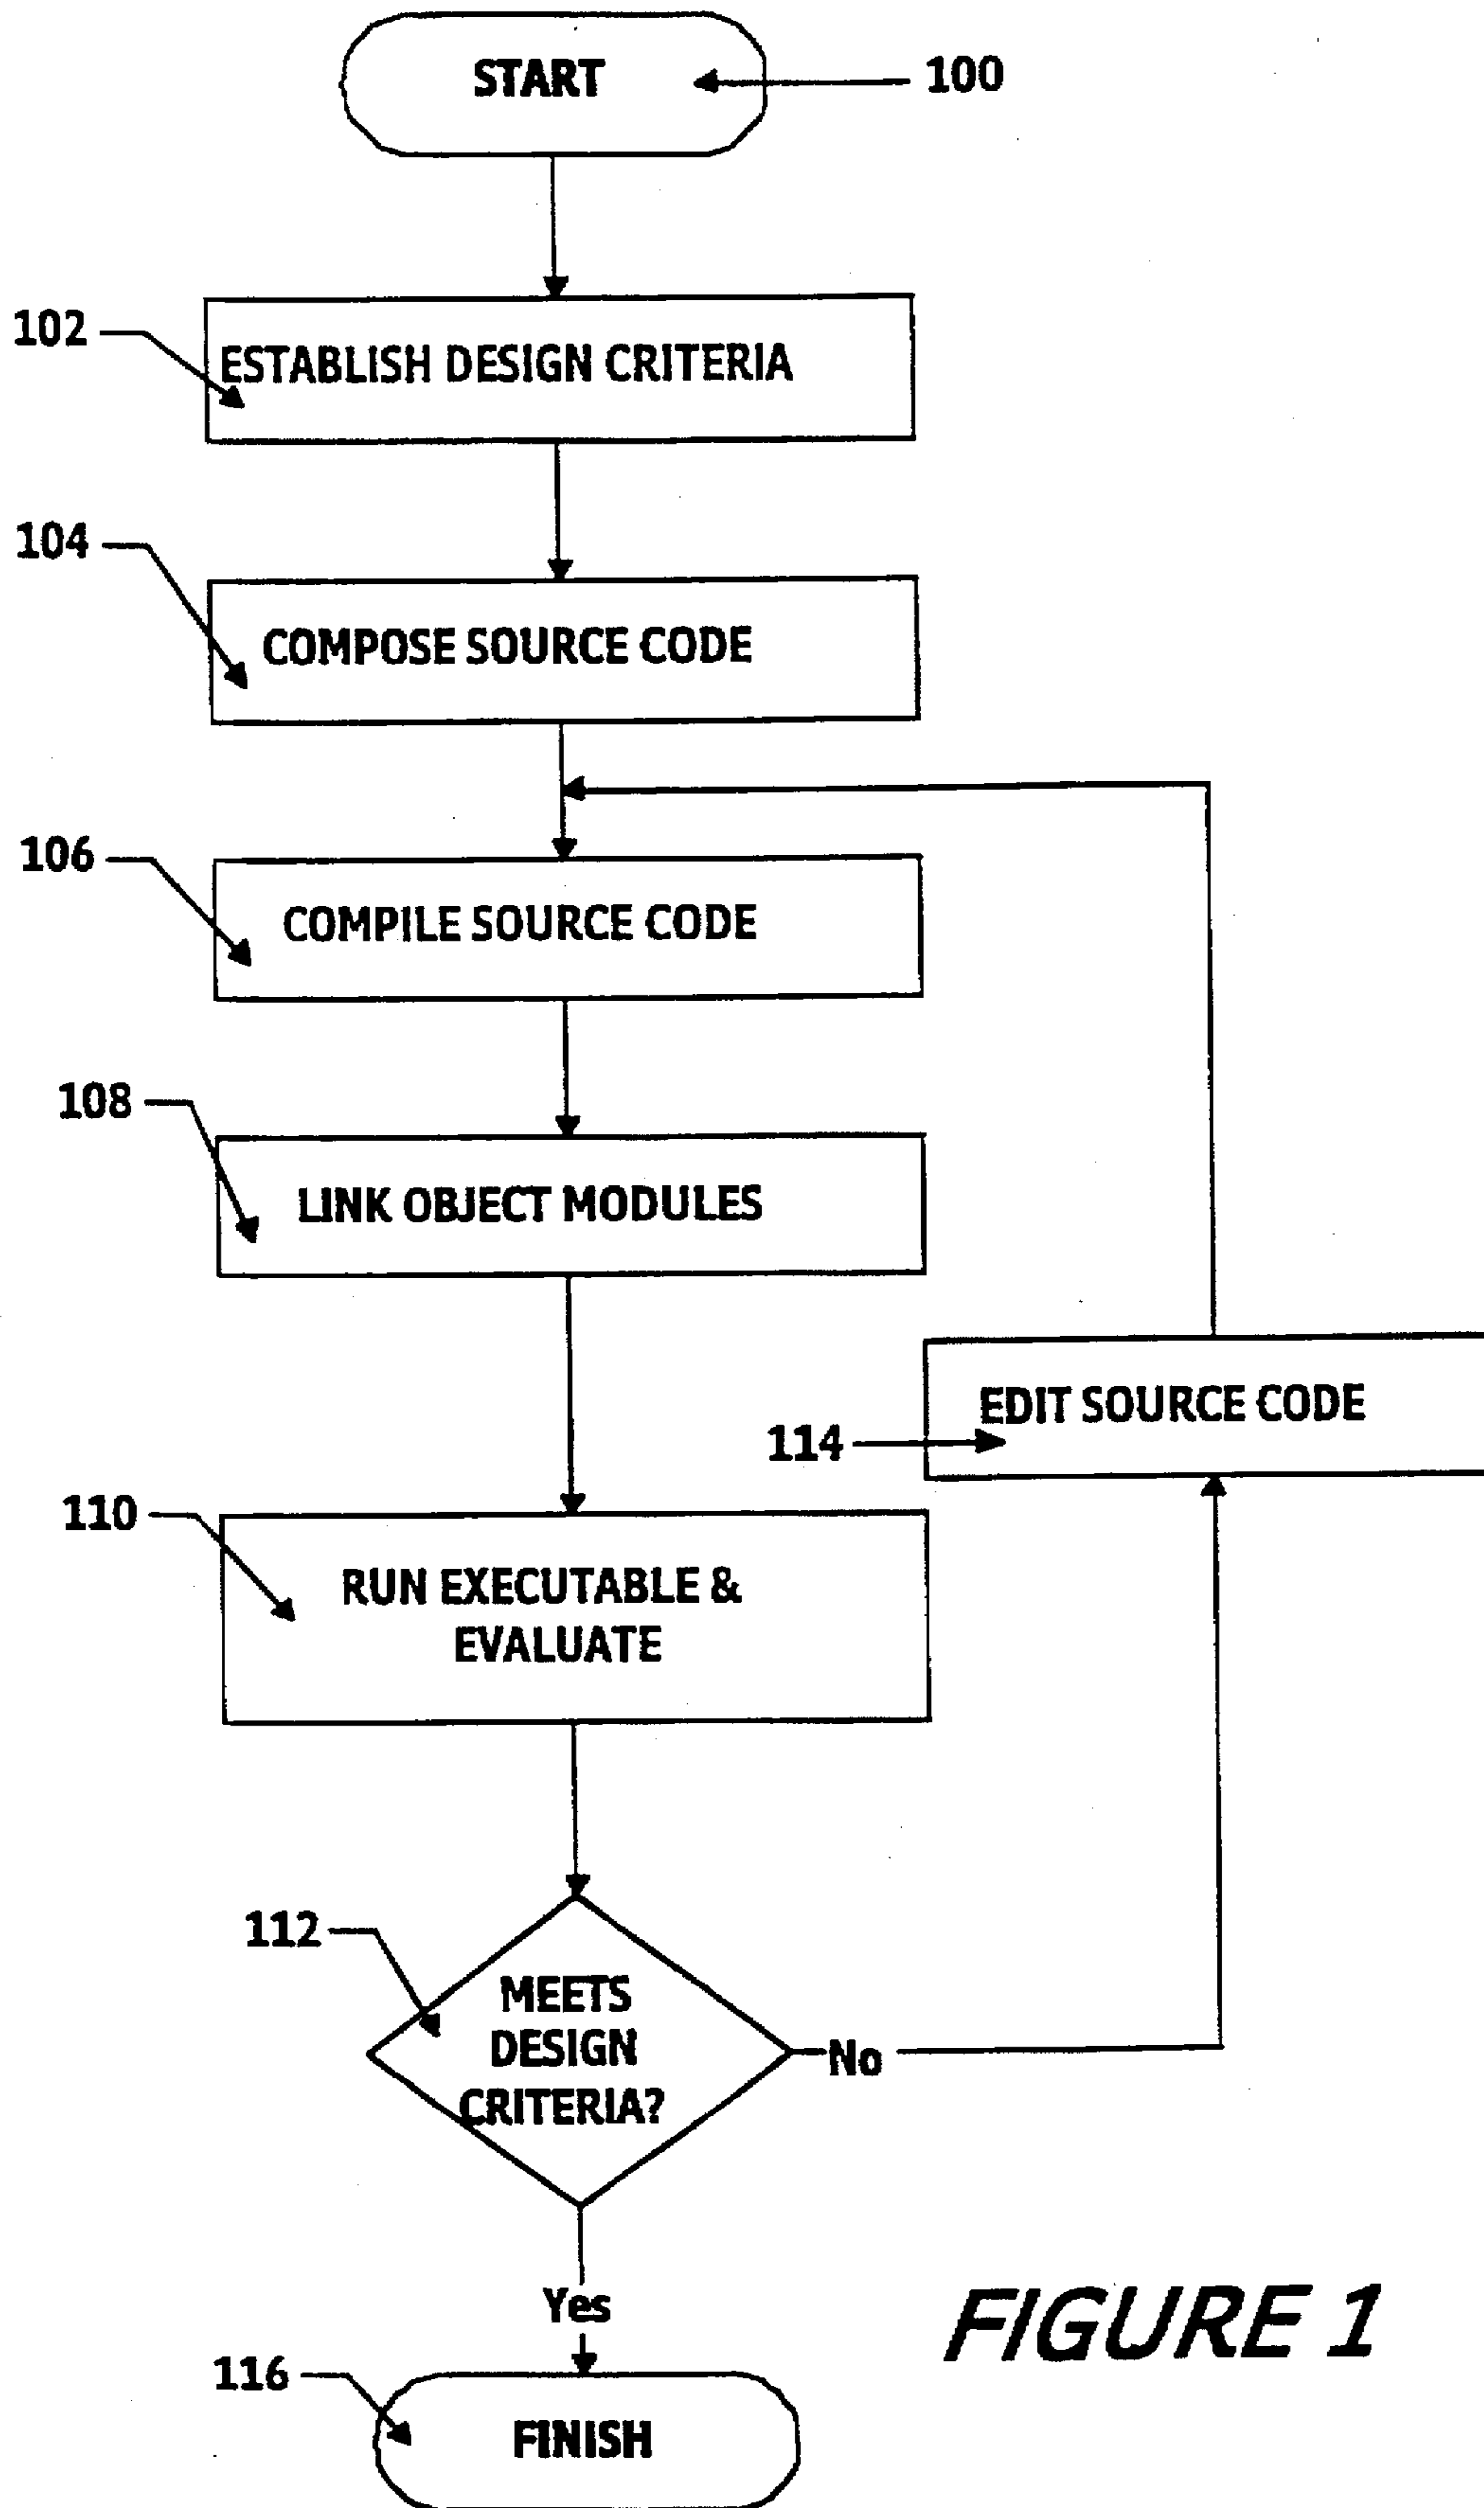 START
100
102
ESTABLISH DESIGN CRITERIA
104
COMPOSE SOURCE CODE
106
COMPILE SOURCE CODE
108
LINK OBJECT MODULES
EDIT SOURCE CODE
114
110
RUN EXECUTABLE &
EVALUATE
112
MEETS
DESIGN
CRITERIA?
No
Yes
FIGURE 1
116
FINISH